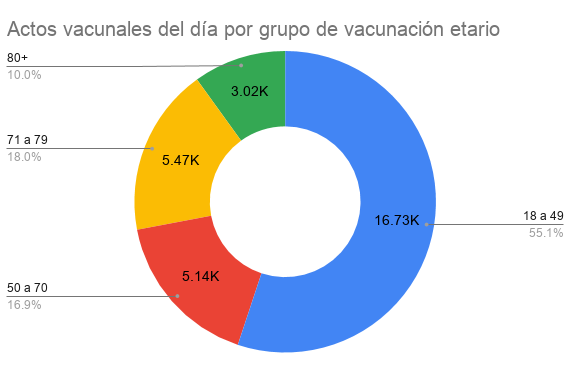 Actos vacunales del día por grupo de vacunación etario
80+
10.0%
3.02K
71 a 79
18.0%
5.47K
16.73K
18 a 49
55.1%
50 a 70
16.9%
5.14K